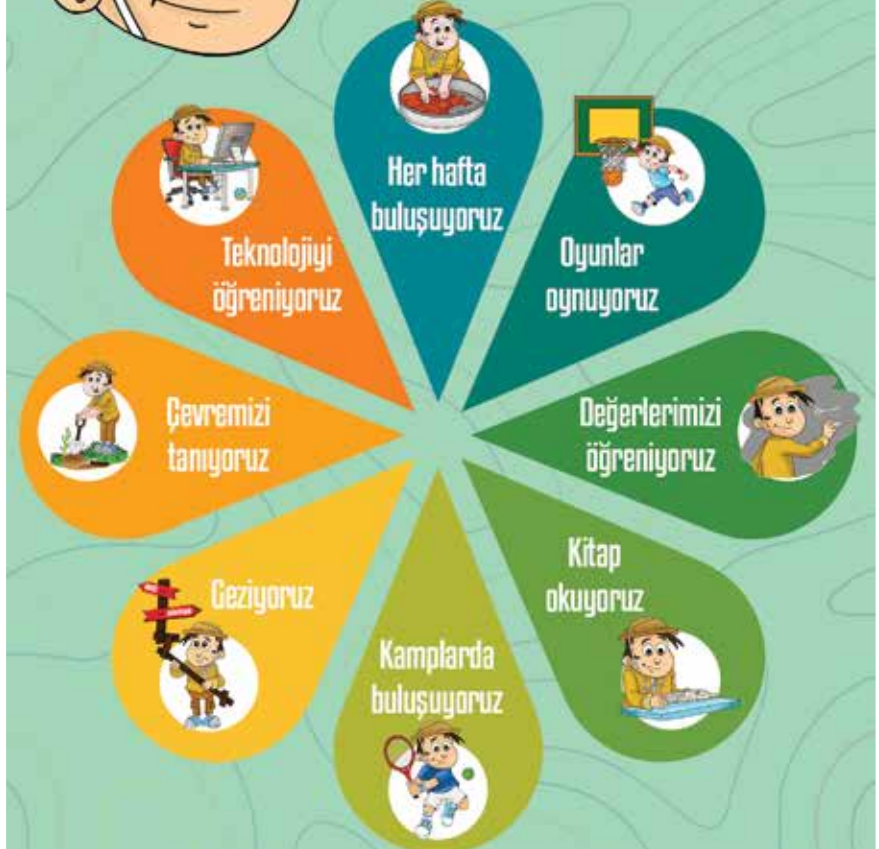 Her hafta
buluşuyoruz
Oyunlar
oynuyoruz
Değerlerimizi
öğreniyoruz
Kitap
okuyoruz
Kamplarda
buluşuyoruz
Geziyoruz
Çevremizi
tanıyoruz
Teknolojiyi
öğreniyoruz